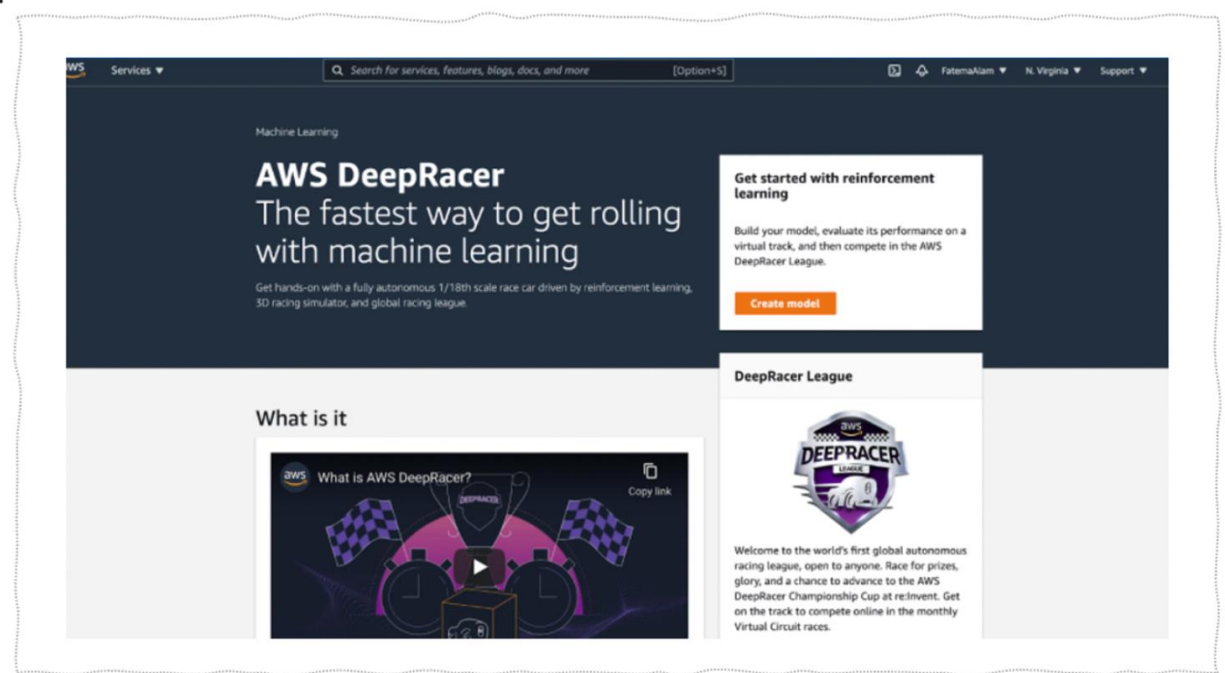 aws
Services ▼
Search for services, features, blogs, docs, and more
[Option+S]
FatemaAlam ▼
N. Virginia ▼
Support ▼
Machine Learning
AWS DeepRacer
The fastest way to get rolling
with machine learning
Get hands-on with a fully autonomous 1/18th scale race car driven by reinforcement learning,
3D racing simulator, and global racing league.
Get started with reinforcement
learning
Build your model, evaluate its performance on a
virtual track, and then compete in the AWS
DeepRacer League.
Create model
What is it
aws
What is AWS DeepRacer?
Copy link
DEEPRACER
DeepRacer League
aws
DEEPRACER
LEAGUE
Welcome to the world's first global autonomous
racing league, open to anyone. Race for prizes,
glory, and a chance to advance to the AWS
DeepRacer Championship Cup at re:Invent. Get
on the track to compete online in the monthly
Virtual Circuit races.